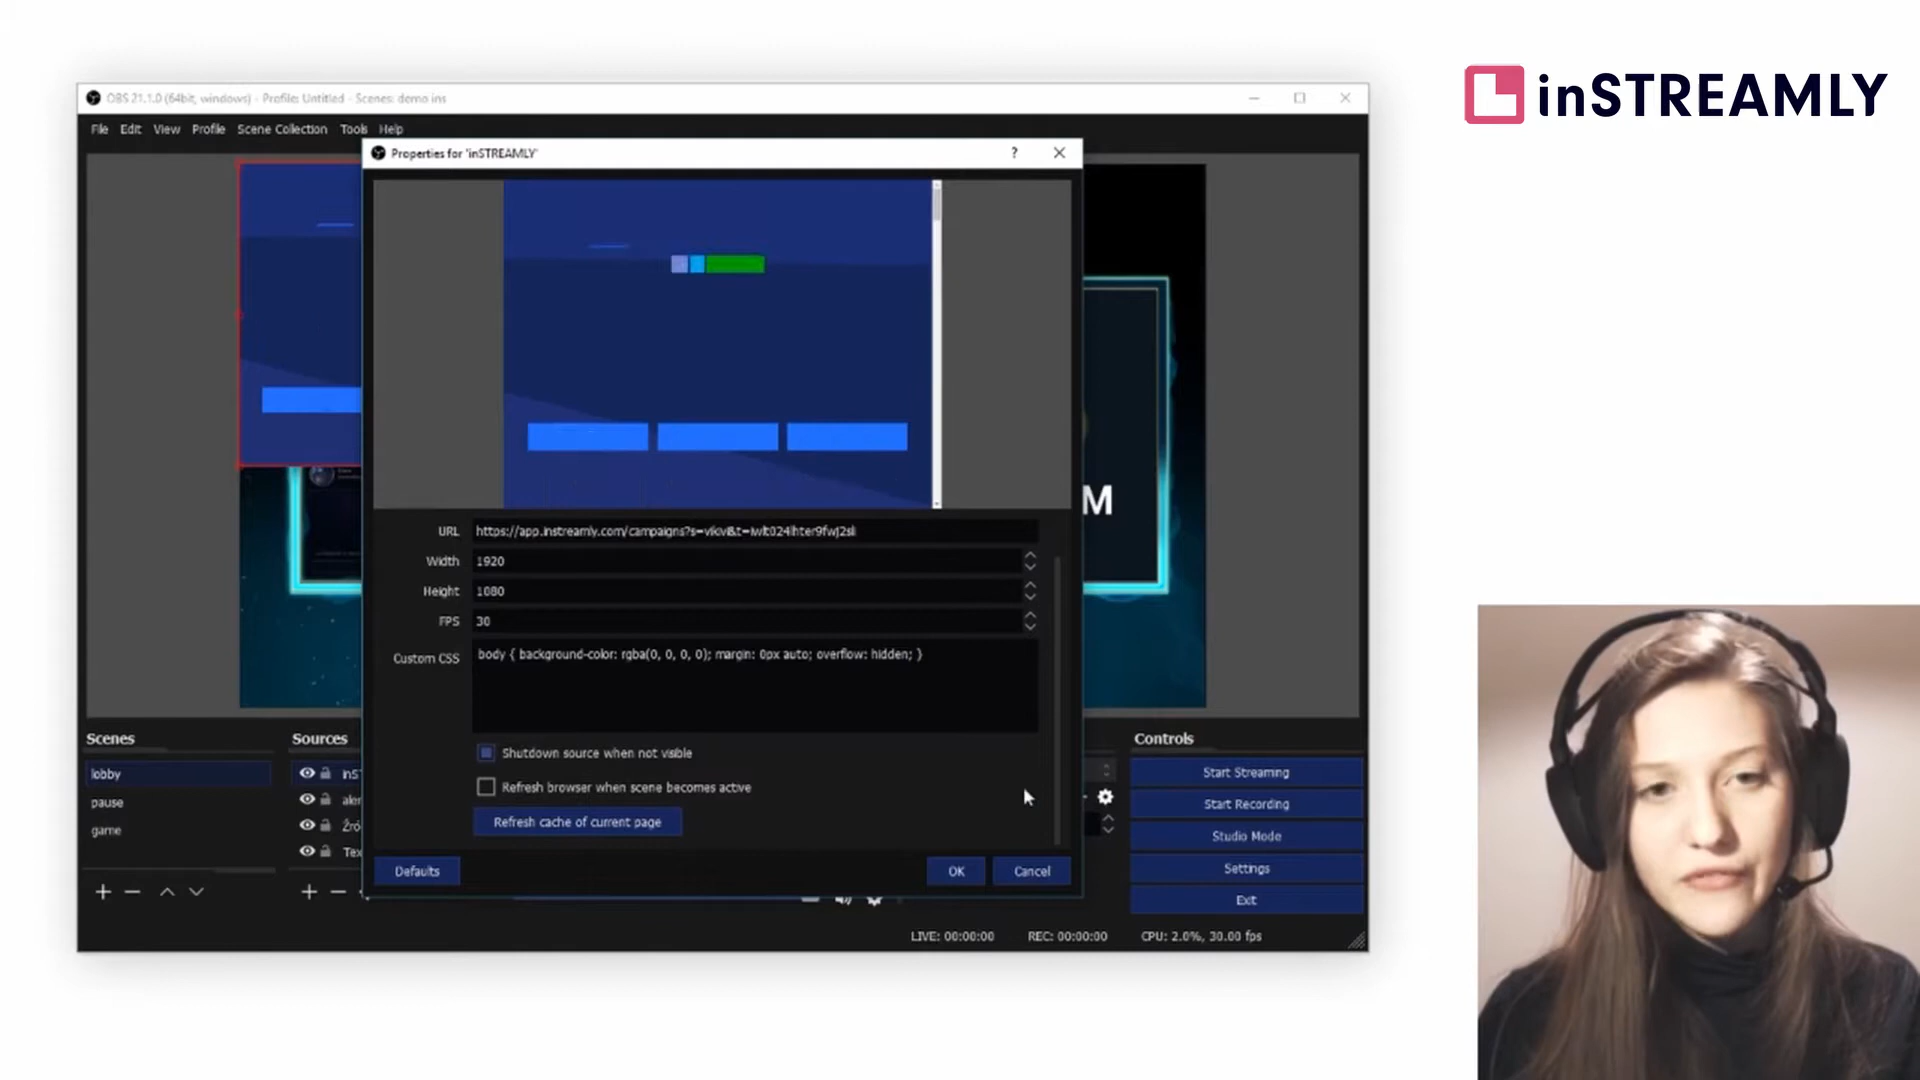 inSTREAMLY
OBS 21.1.0 (64bit, windows) - Profile: Untitled - Scenes: demo ins
File Edit View Profile Scene Collection Tools Help
Properties for 'inSTREAMLY'
?
M
URL
Width 1920
Height 1080
FPS 30
Custom CSS body { background-color: rgba(0, 0, 0, 0); margin: 0px auto; overflow: hidden; }
Shutdown source when not visible
Refresh browser when scene becomes active
Refresh cache of current page
Defaults OK Cancel
Scenes
lobby
pause
game
Sources
inS
aler
Źró
Tex
Controls
Start Streaming
Start Recording
Studio Mode
Settings
Exit
LIVE: 00:00:00 REC: 00:00:00 CPU: 2.0%, 30.00 fps